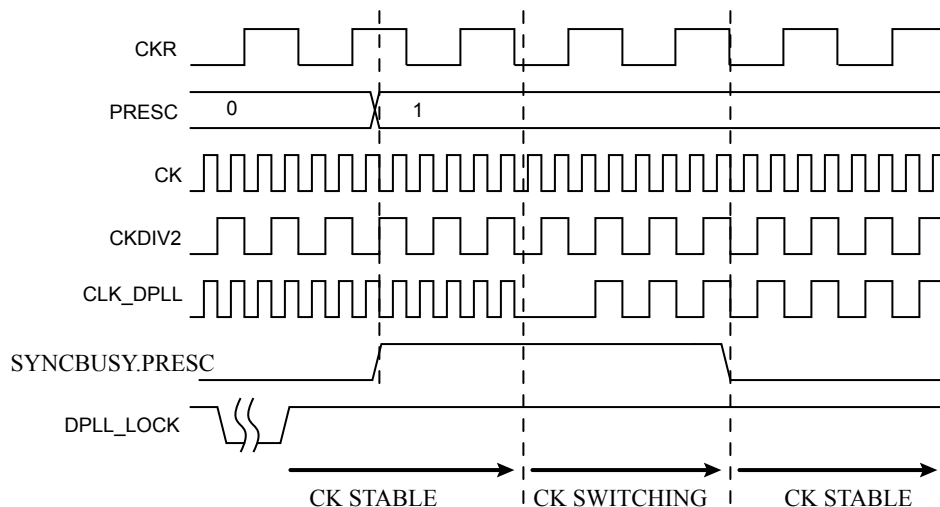 CKR
PRESC
0
1
CK
CKDIV2
CLK_DPLL
SYNCBUSY.PRESC
DPLL_LOCK
CK STABLE
CK SWITCHING
CK STABLE